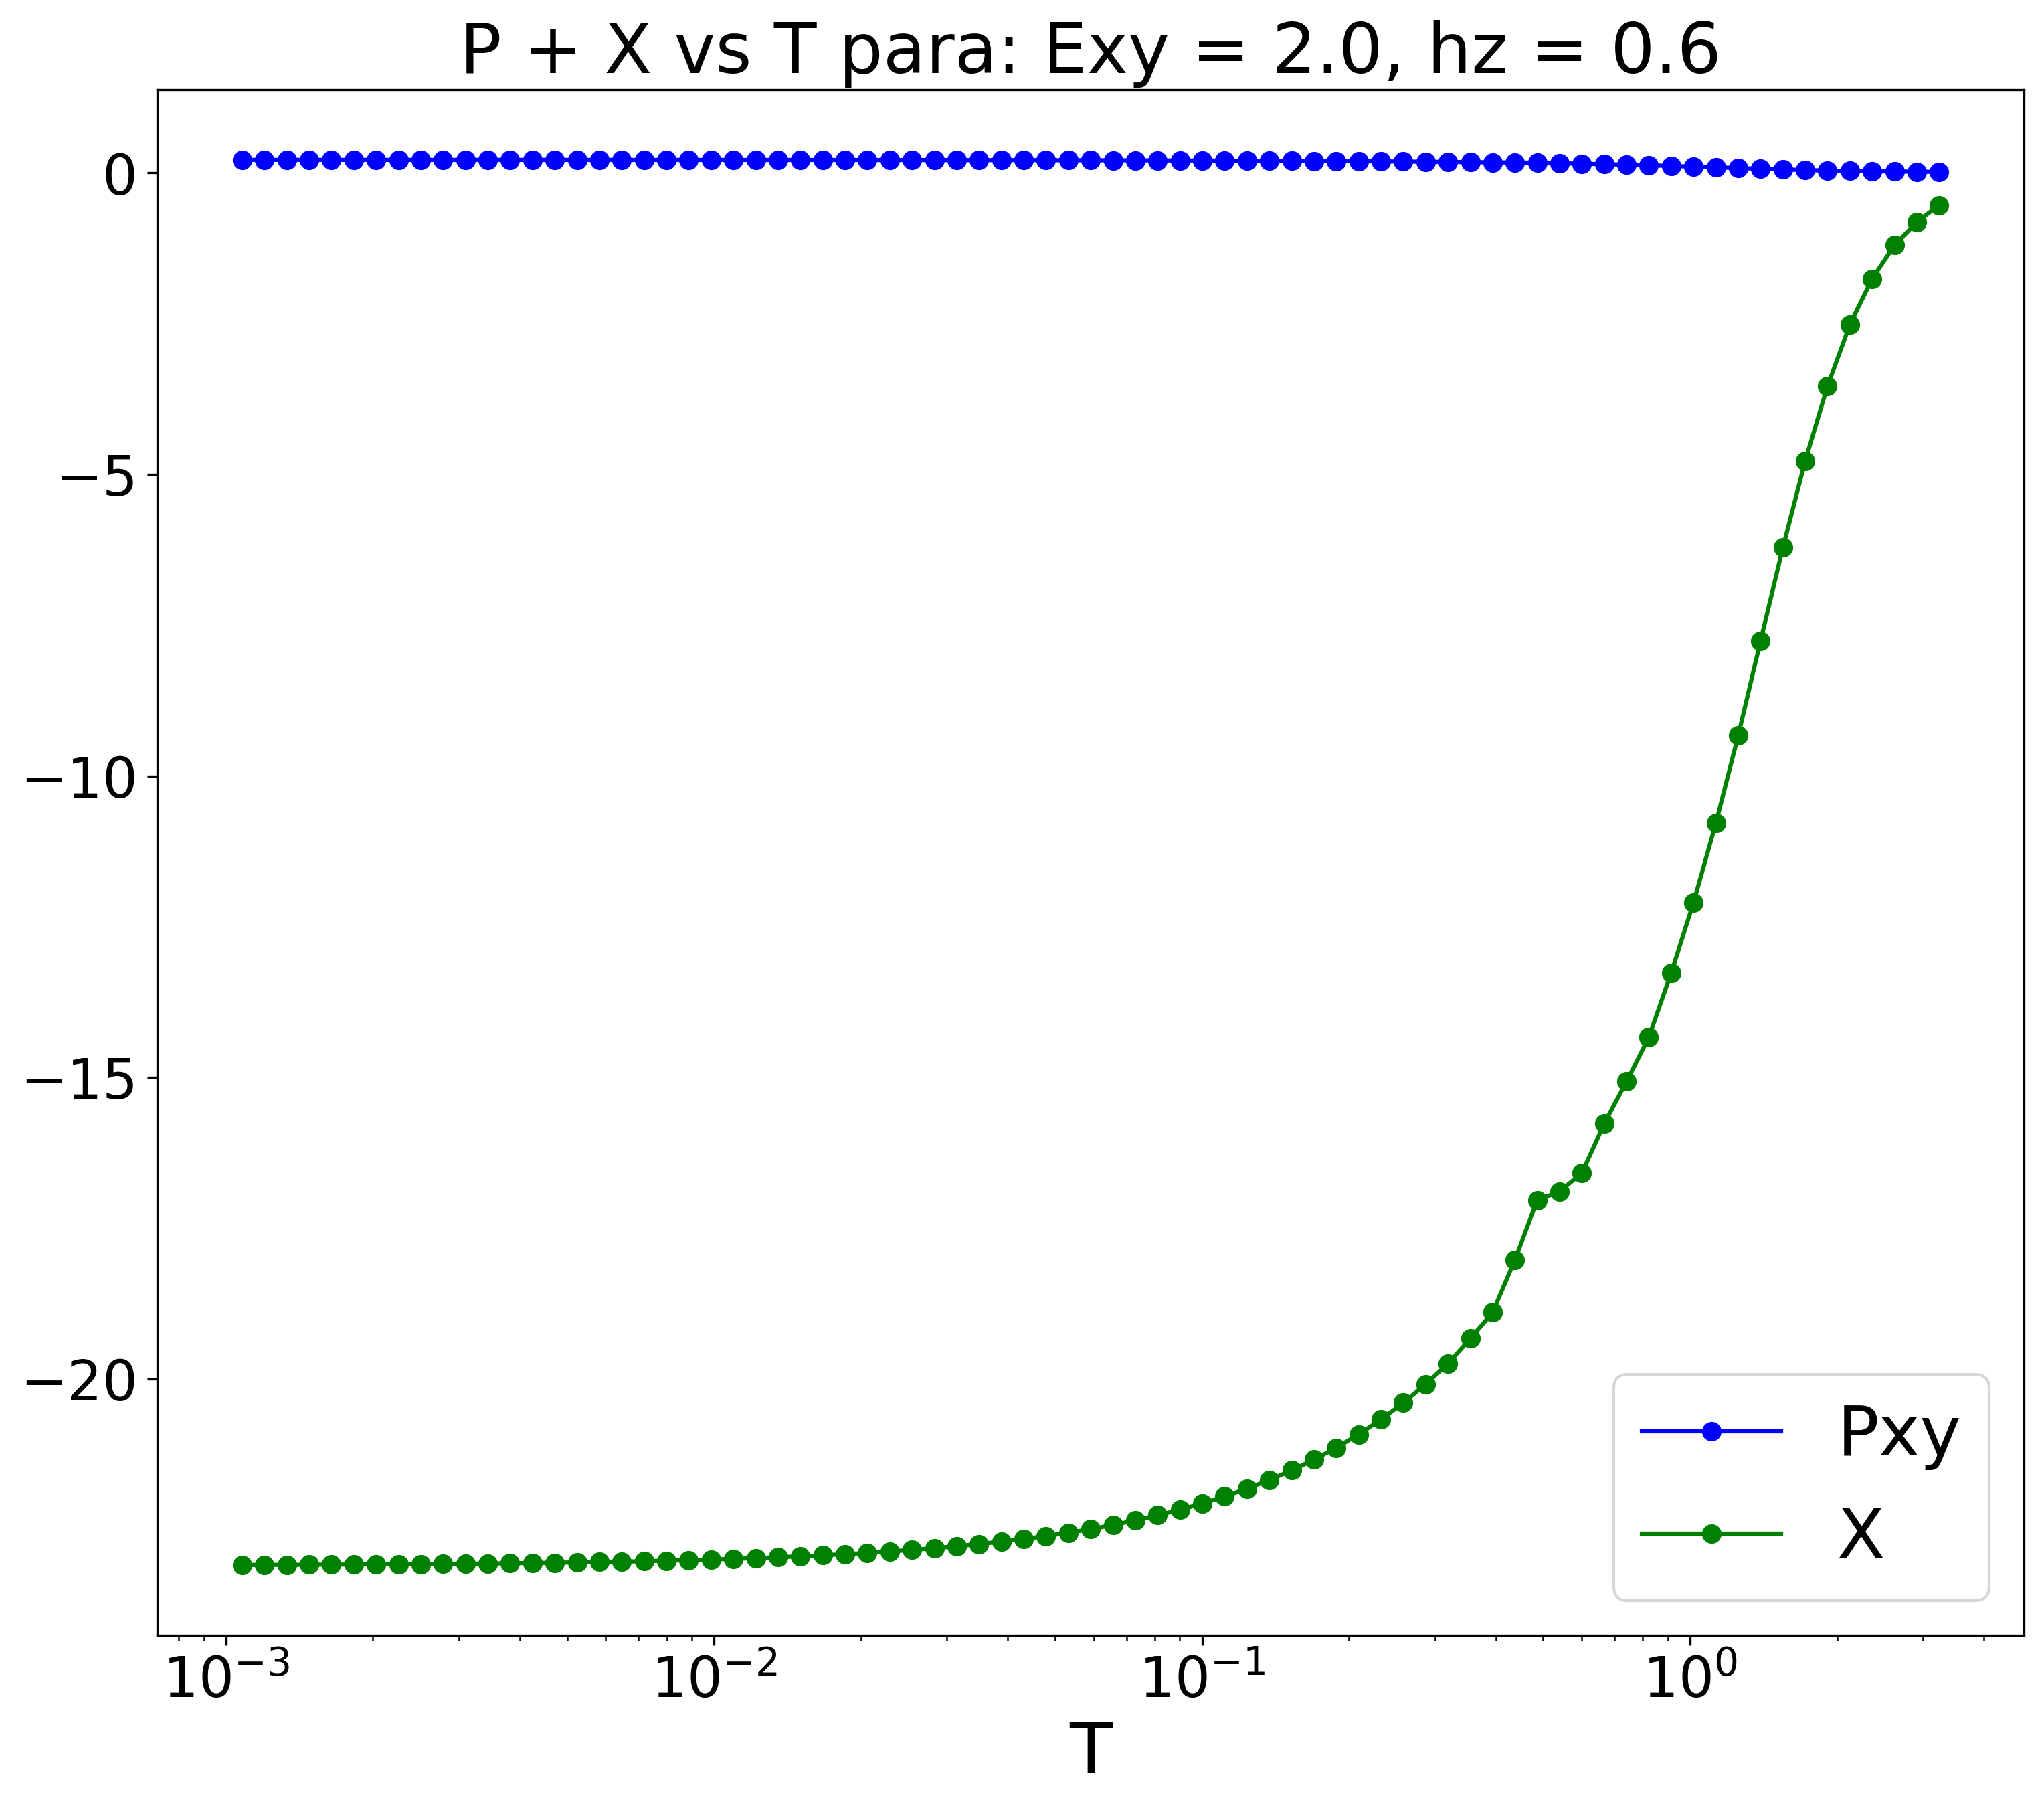 P + X vs T para: Exy = 2.0, hz = 0.6
0
−5
−10
−15
−20
Pxy
X
10⁻³ 10⁻² 10⁻¹ 10⁰
T